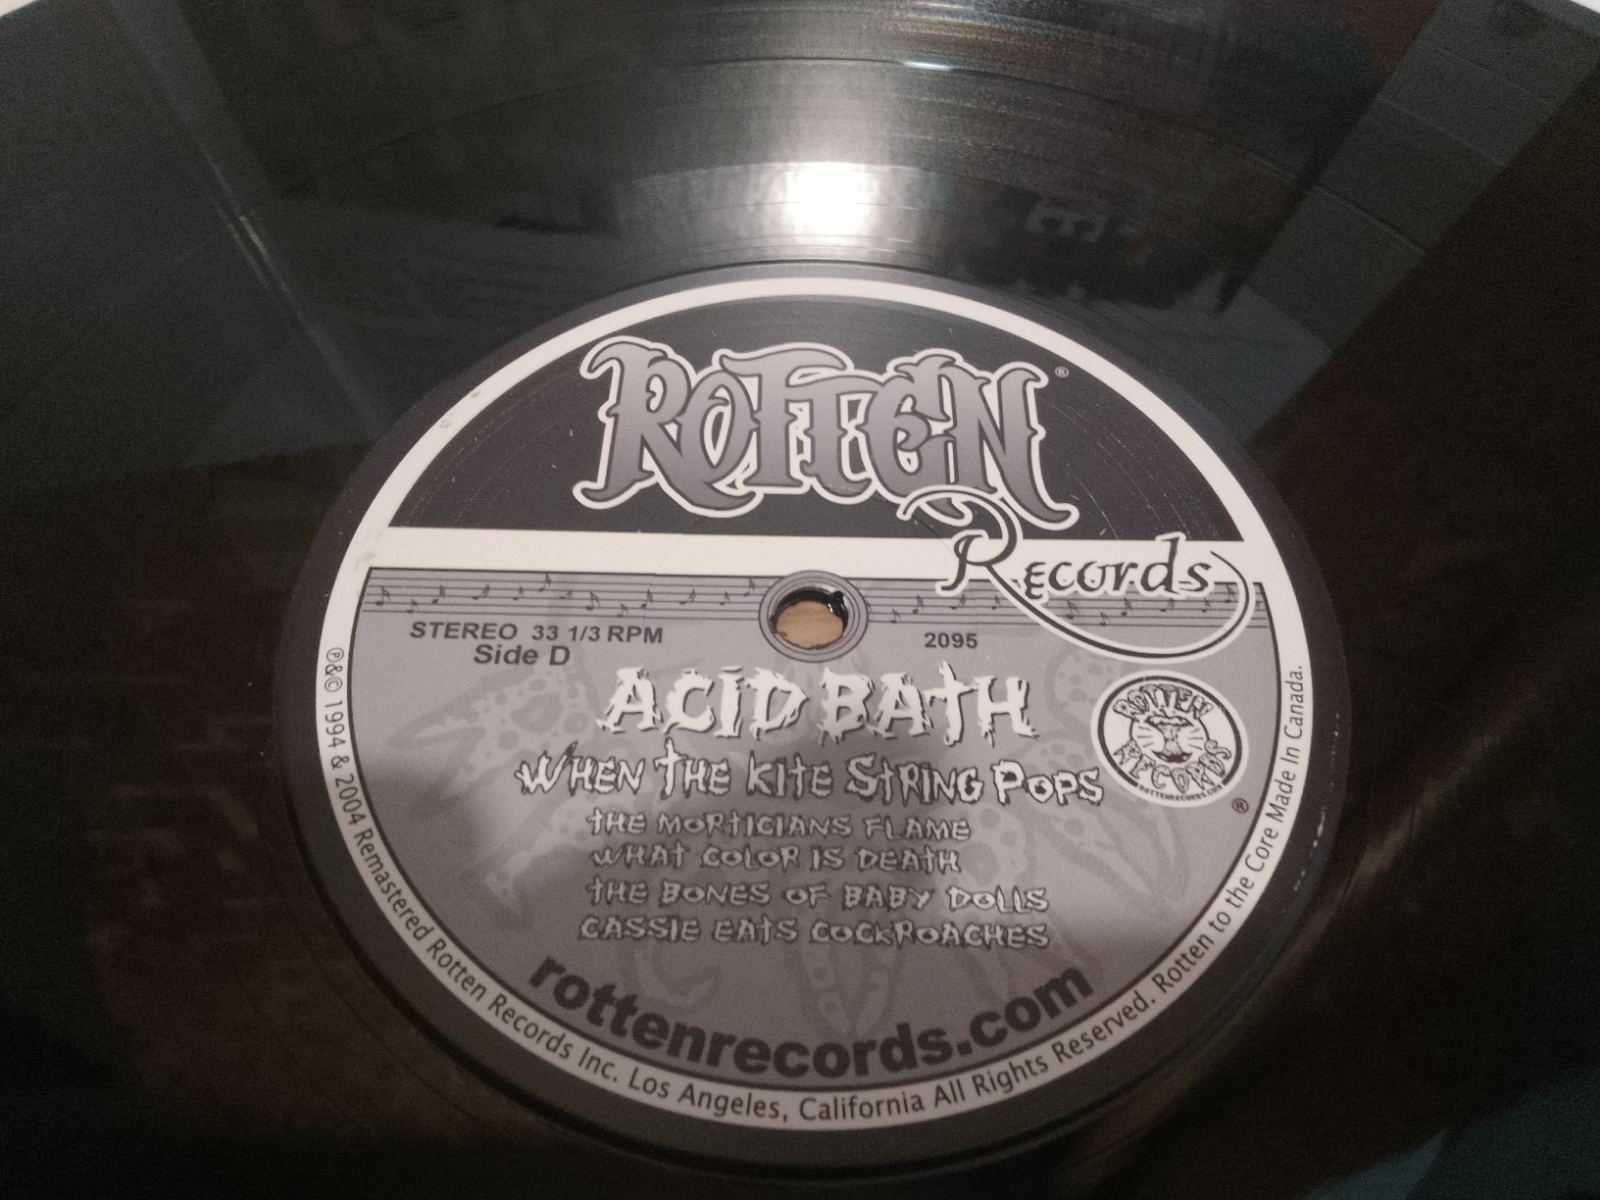 ROTTEN ®
Records
STEREO 33 1/3 RPM
Side D
2095
ACID BATH
WHEN THE KITE STRING POPS
THE MORTICIANS FLAME
WHAT COLOR IS DEATH
THE BONES OF BABY DOLLS
CASSIE EATS COCKROACHES
ROTTEN
RECORDS
ROTTENRECORDS.COM
®
rottenrecords.com
℗&© 1994 & 2004 Remastered Rotten Records Inc. Los Angeles, California All Rights Reserved. Rotten to the Core Made In Canada.